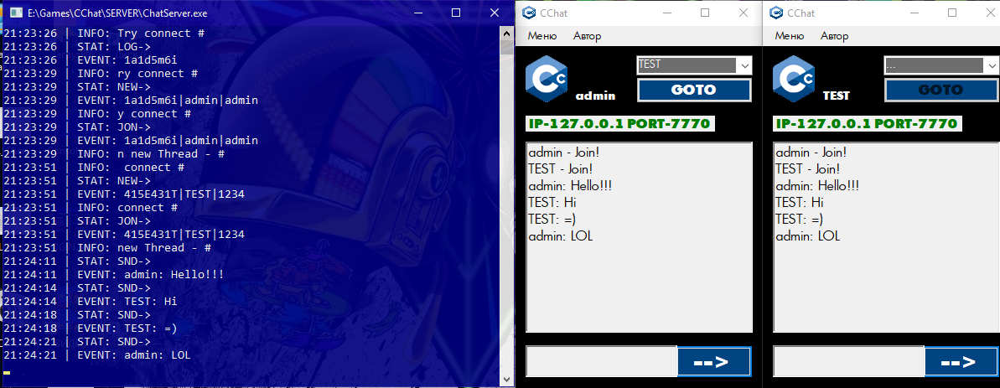 E:\Games\CChat\SERVER\ChatServer.exe
21:23:26 | INFO: Try connect #
21:23:26 | STAT: LOG->
21:23:26 | EVENT: 1a1d5m6i
21:23:29 | INFO: ry connect #
21:23:29 | STAT: NEW->
21:23:29 | EVENT: 1a1d5m6i|admin|admin
21:23:29 | INFO: y connect #
21:23:29 | STAT: JON->
21:23:29 | EVENT: 1a1d5m6i|admin|admin
21:23:29 | INFO: n new Thread - #
21:23:51 | INFO:  connect #
21:23:51 | STAT: NEW->
21:23:51 | EVENT: 415E431T|TEST|1234
21:23:51 | INFO: connect #
21:23:51 | STAT: JON->
21:23:51 | EVENT: 415E431T|TEST|1234
21:23:51 | INFO: new Thread - #
21:24:11 | STAT: SND->
21:24:11 | EVENT: admin: Hello!!!
21:24:14 | STAT: SND->
21:24:14 | EVENT: TEST: Hi
21:24:18 | STAT: SND->
21:24:18 | EVENT: TEST: =)
21:24:21 | STAT: SND->
21:24:21 | EVENT: admin: LOL
CChat
Меню Автор
Cc
admin
TEST
GOTO
IP-127.0.0.1 PORT-7770
admin - Join!
TEST - Join!
admin: Hello!!!
TEST: Hi
TEST: =)
admin: LOL
-->
CChat
Меню Автор
Cc
TEST
...
GOTO
IP-127.0.0.1 PORT-7770
admin - Join!
TEST - Join!
admin: Hello!!!
TEST: Hi
TEST: =)
admin: LOL
-->